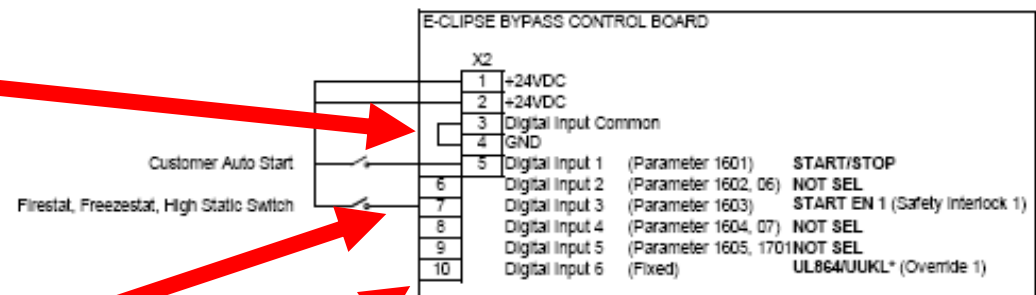 E-CLIPSE BYPASS CONTROL BOARD
X2
1 +24VDC
2 +24VDC
3 Digital Input Common
4 GND
Customer Auto Start 5 Digital Input 1 (Parameter 1601) START/STOP
6 Digital Input 2 (Parameter 1602, 06) NOT SEL
Firestat, Freezestat, High Static Switch 7 Digital Input 3 (Parameter 1603) START EN 1 (Safety Interlock 1)
8 Digital Input 4 (Parameter 1604, 07) NOT SEL
9 Digital Input 5 (Parameter 1605, 1701 NOT SEL
10 Digital Input 6 (Fixed) UL864/UUKL* (Override 1)